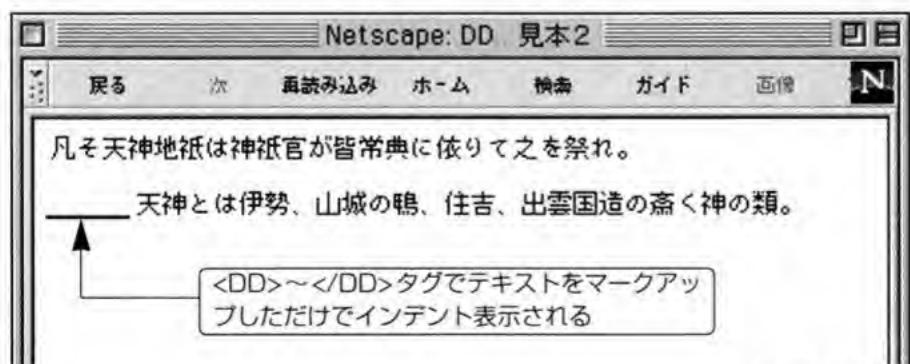 Netscape: DD 見本2
戻る 次 再読み込み ホーム 検索 ガイド 画像 N
凡そ天神地祇は神祇官が皆常典に依りて之を祭れ。
天神とは伊勢、山城の鴨、住吉、出雲国造の斎く神の類。
<DD>～</DD>タグでテキストをマークアッ
プしただけでインデント表示される